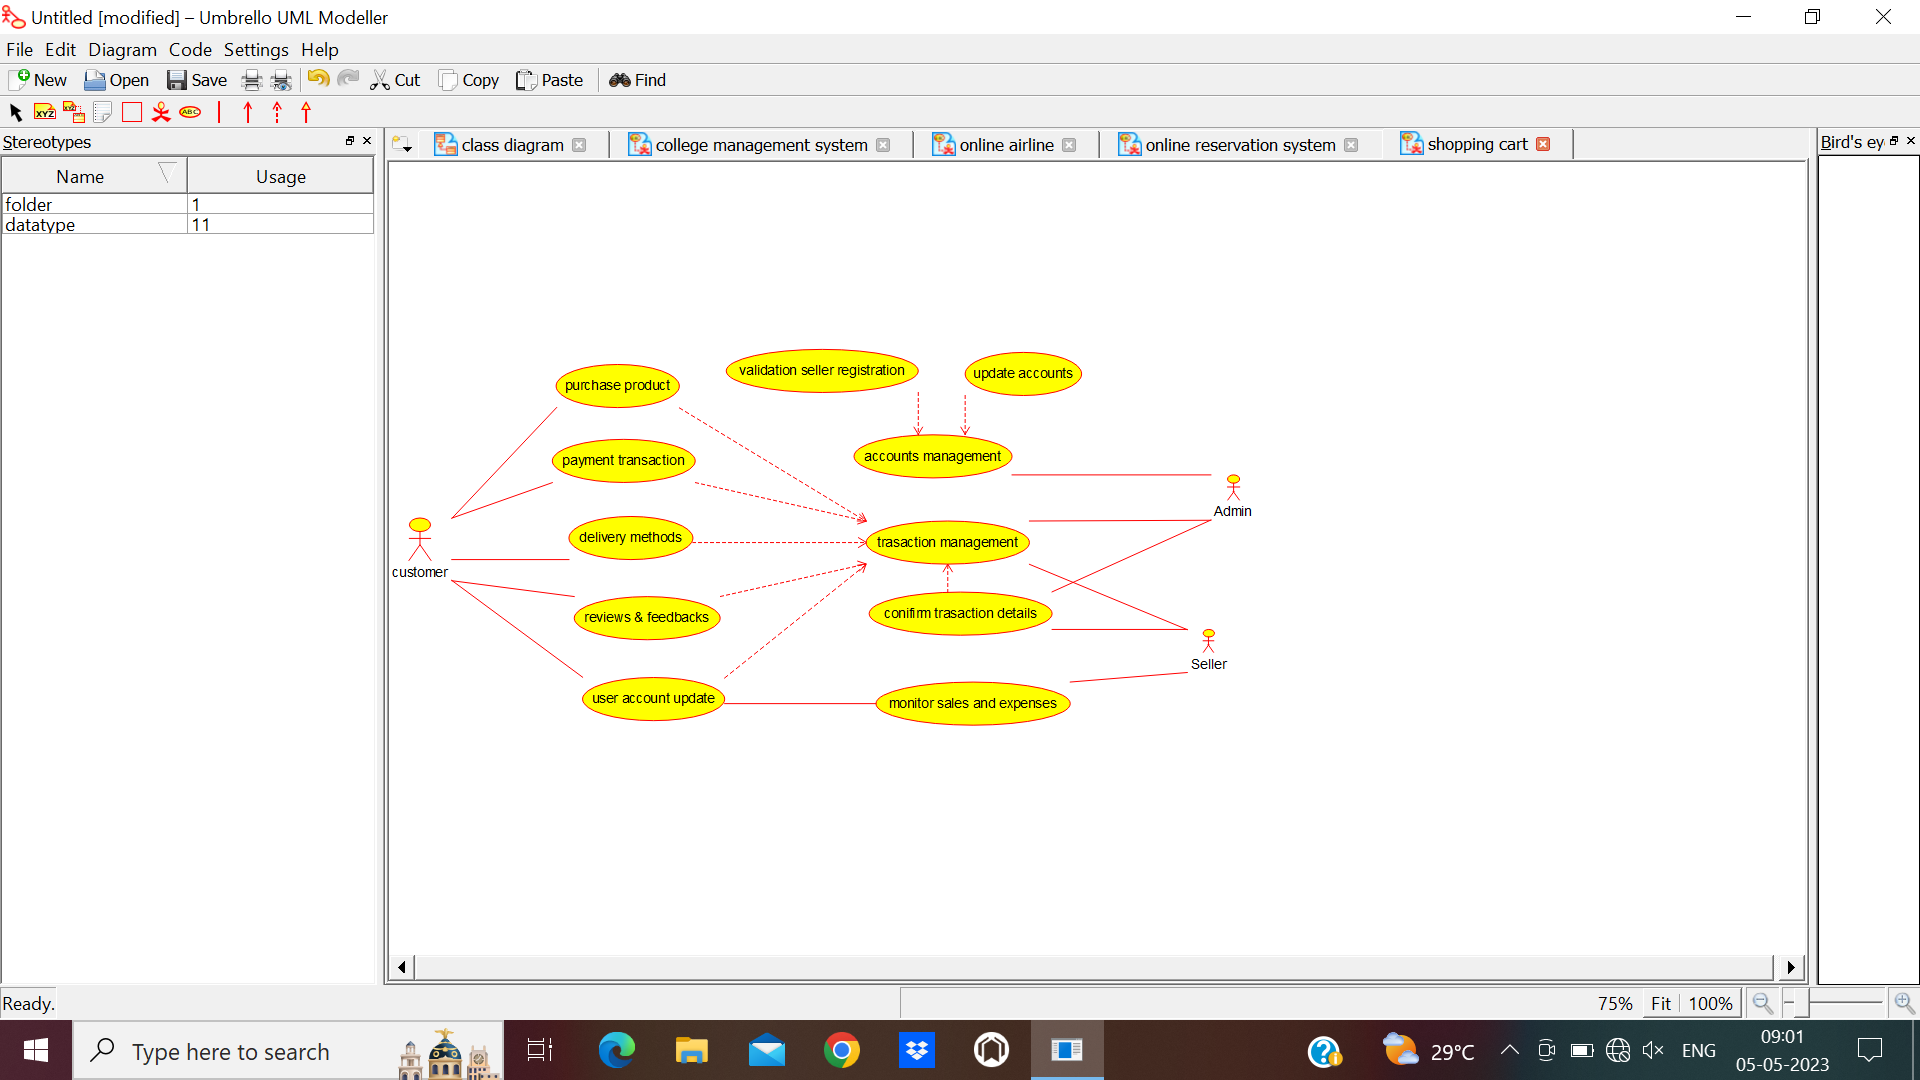 Untitled [modified] – Umbrello UML Modeller
File Edit Diagram Code Settings Help
New Open Save Cut Copy Paste Find
XYZ XYZ ABC
Stereotypes
Name Usage
folder 1
datatype 11
class diagram college management system online airline online reservation system shopping cart
Bird's ey
purchase product
validation seller registration
update accounts
payment transaction
accounts management
Admin
customer
delivery methods
trasaction management
reviews & feedbacks
conifirm trasaction details
Seller
user account update
monitor sales and expenses
Ready.
75% Fit 100%
Type here to search
29°C
ENG
09:01
05-05-2023